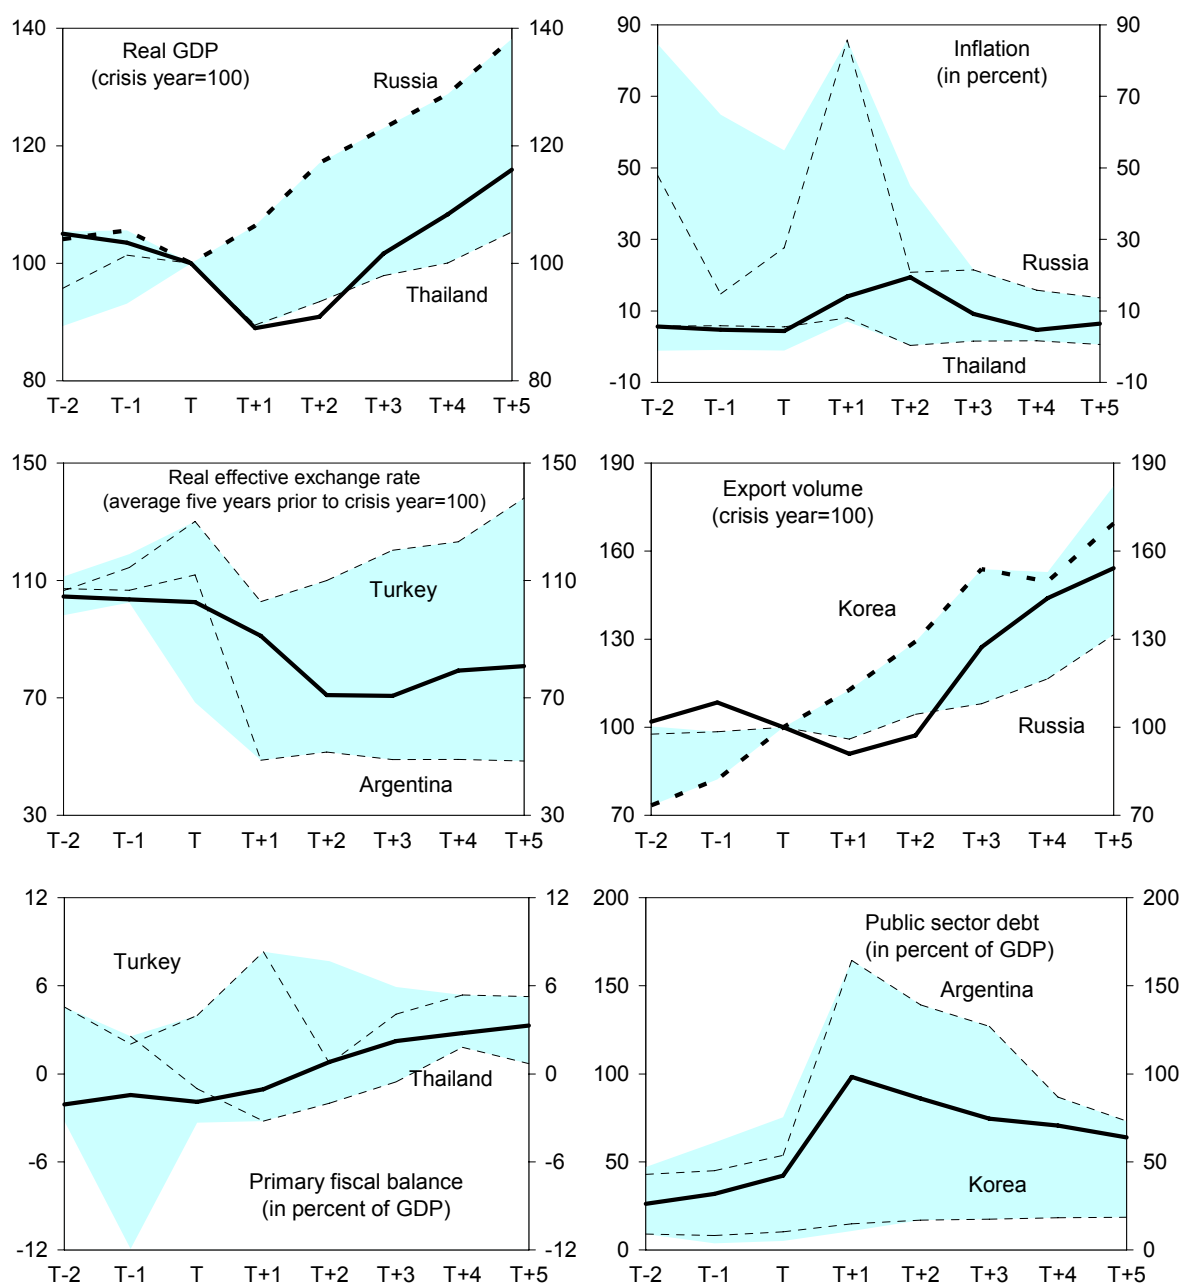 Real GDP
(crisis year=100)
Russia
Thailand
140
120
100
80
140
120
100
80
T-2 T-1 T T+1 T+2 T+3 T+4 T+5
Inflation
(in percent)
Russia
Thailand
90
70
50
30
10
-10
90
70
50
30
10
-10
T-2 T-1 T T+1 T+2 T+3 T+4 T+5
Real effective exchange rate
(average five years prior to crisis year=100)
Turkey
Argentina
150
110
70
30
150
110
70
30
T-2 T-1 T T+1 T+2 T+3 T+4 T+5
Export volume
(crisis year=100)
Korea
Russia
190
160
130
100
70
190
160
130
100
70
T-2 T-1 T T+1 T+2 T+3 T+4 T+5
Turkey
Thailand
Primary fiscal balance
(in percent of GDP)
12
6
0
-6
-12
12
6
0
-6
-12
T-2 T-1 T T+1 T+2 T+3 T+4 T+5
Public sector debt
(in percent of GDP)
Argentina
Korea
200
150
100
50
0
200
150
100
50
0
T-2 T-1 T T+1 T+2 T+3 T+4 T+5